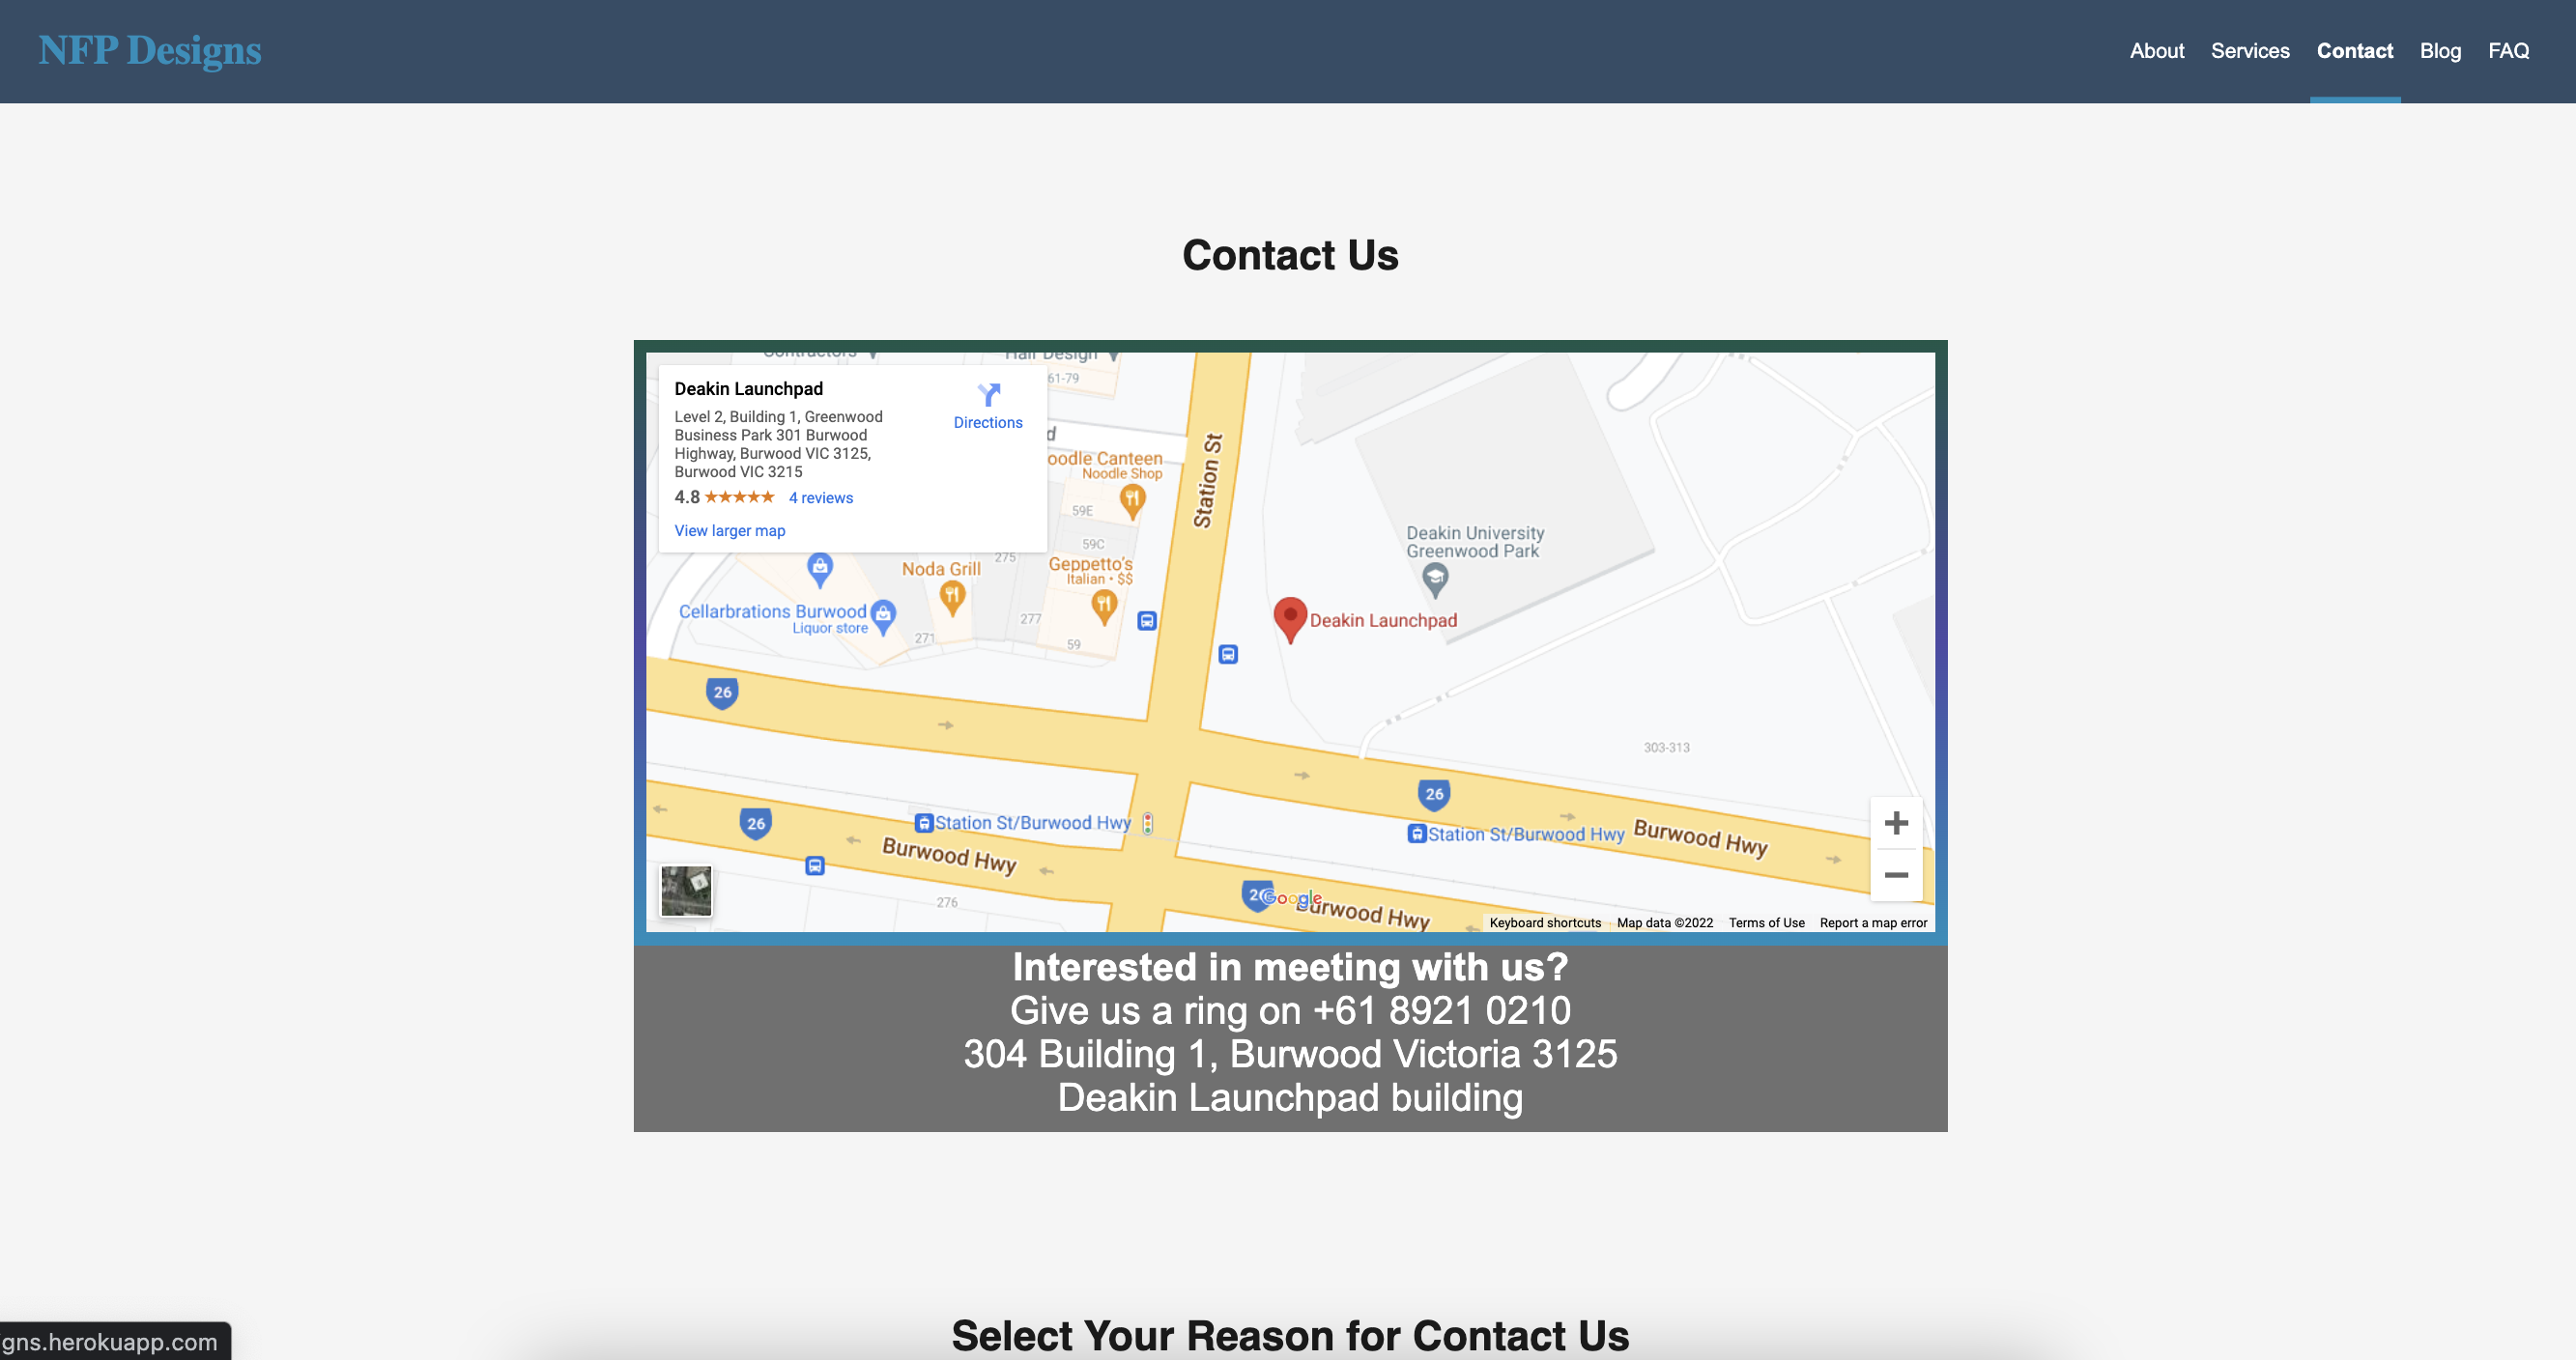 NFP Designs
About Services Contact Blog FAQ
Contact Us
Contractors
Hair Design
61-79
Deakin Launchpad
Directions
Level 2, Building 1, Greenwood
Business Park 301 Burwood
Highway, Burwood VIC 3125,
Burwood VIC 3215
4.8 ★★★★★ 4 reviews
View larger map
d
oodle Canteen
Noodle Shop
59E
59C
275
Station St
Geppetto's
Italian • $$
Noda Grill
Cellarbrations Burwood
Liquor store
271
277
59
Deakin University
Greenwood Park
Deakin Launchpad
26
303-313
26
26
Station St/Burwood Hwy
Station St/Burwood Hwy
Burwood Hwy
Burwood Hwy
276
Google
Burwood Hwy
Keyboard shortcuts Map data ©2022 Terms of Use Report a map error
Interested in meeting with us?
Give us a ring on +61 8921 0210
304 Building 1, Burwood Victoria 3125
Deakin Launchpad building
Select Your Reason for Contact Us
gns.herokuapp.com